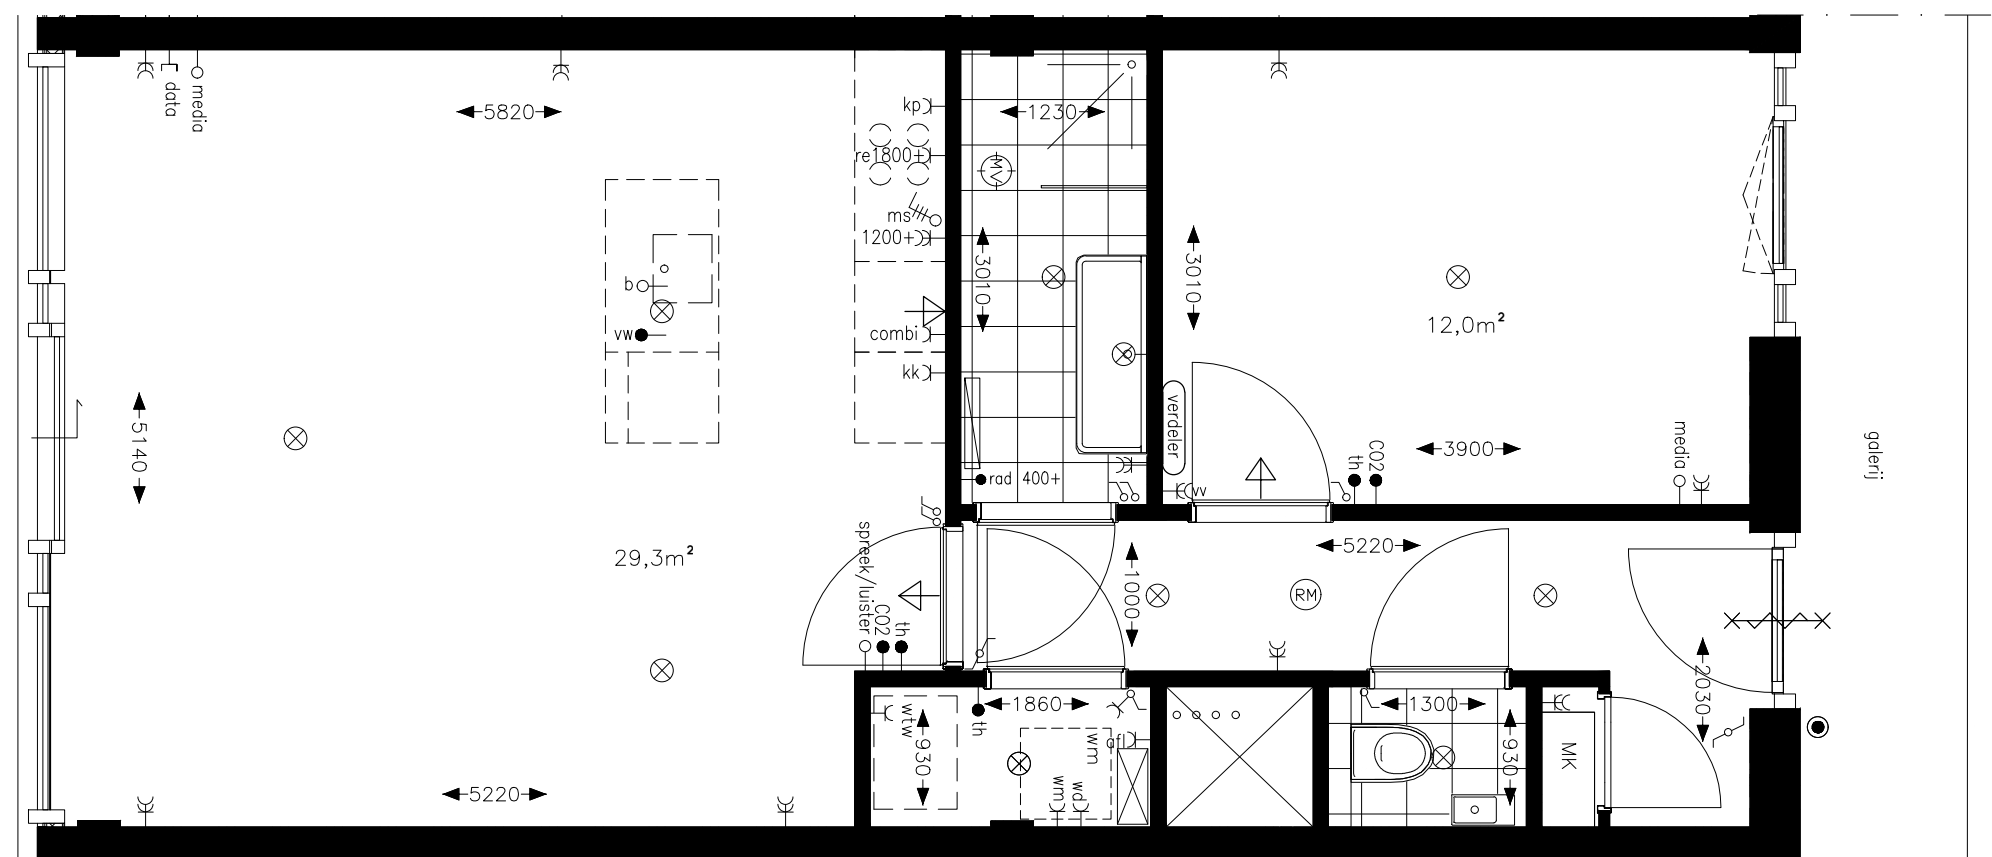 data
media
5820
kp
re1800+
ms
1200+
b
vw
combi
kk
5140
29,3m²
5220
1230
MV
3010
rad 400+
3010
12,0m²
verdeler
vv
th
CO2
3900
media
galerij
spreek/luister
CO2
th
1000
5220
RM
2030
wtw
930
th
1860
wm
afl
wm
wd
1300
930
MK